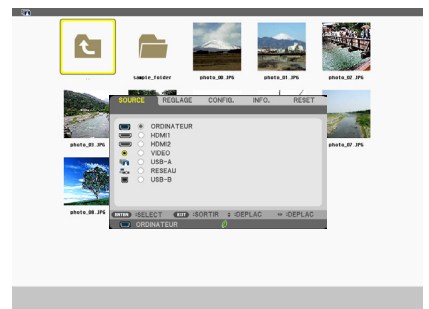 ..
sample_folder photo_00.JPG photo_01.JPG photo_02.JPG
SOURCE REGLAGE CONFIG. INFO. RESET
ORDINATEUR
HDMI1
HDMI2
VIDEO
USB-A
RESEAU
USB-B
photo_03.JPG photo_07.JPG
photo_08.JPG
ENTER :SELECT EXIT :SORTIR :DEPLAC :DEPLAC
ORDINATEUR